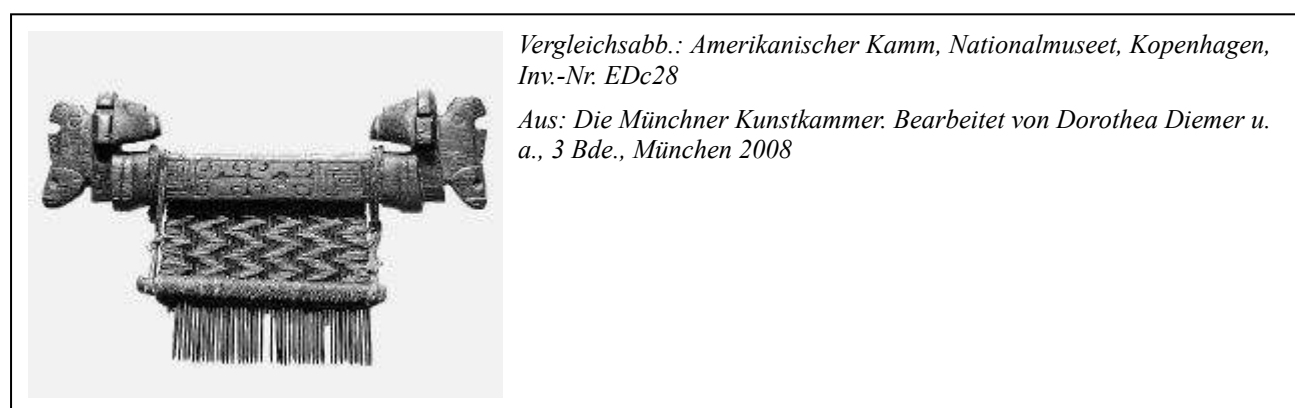 Vergleichsabb.: Amerikanischer Kamm, Nationalmuseet, Kopenhagen,
Inv.-Nr. EDc28
Aus: Die Münchner Kunstkammer. Bearbeitet von Dorothea Diemer u.
a., 3 Bde., München 2008